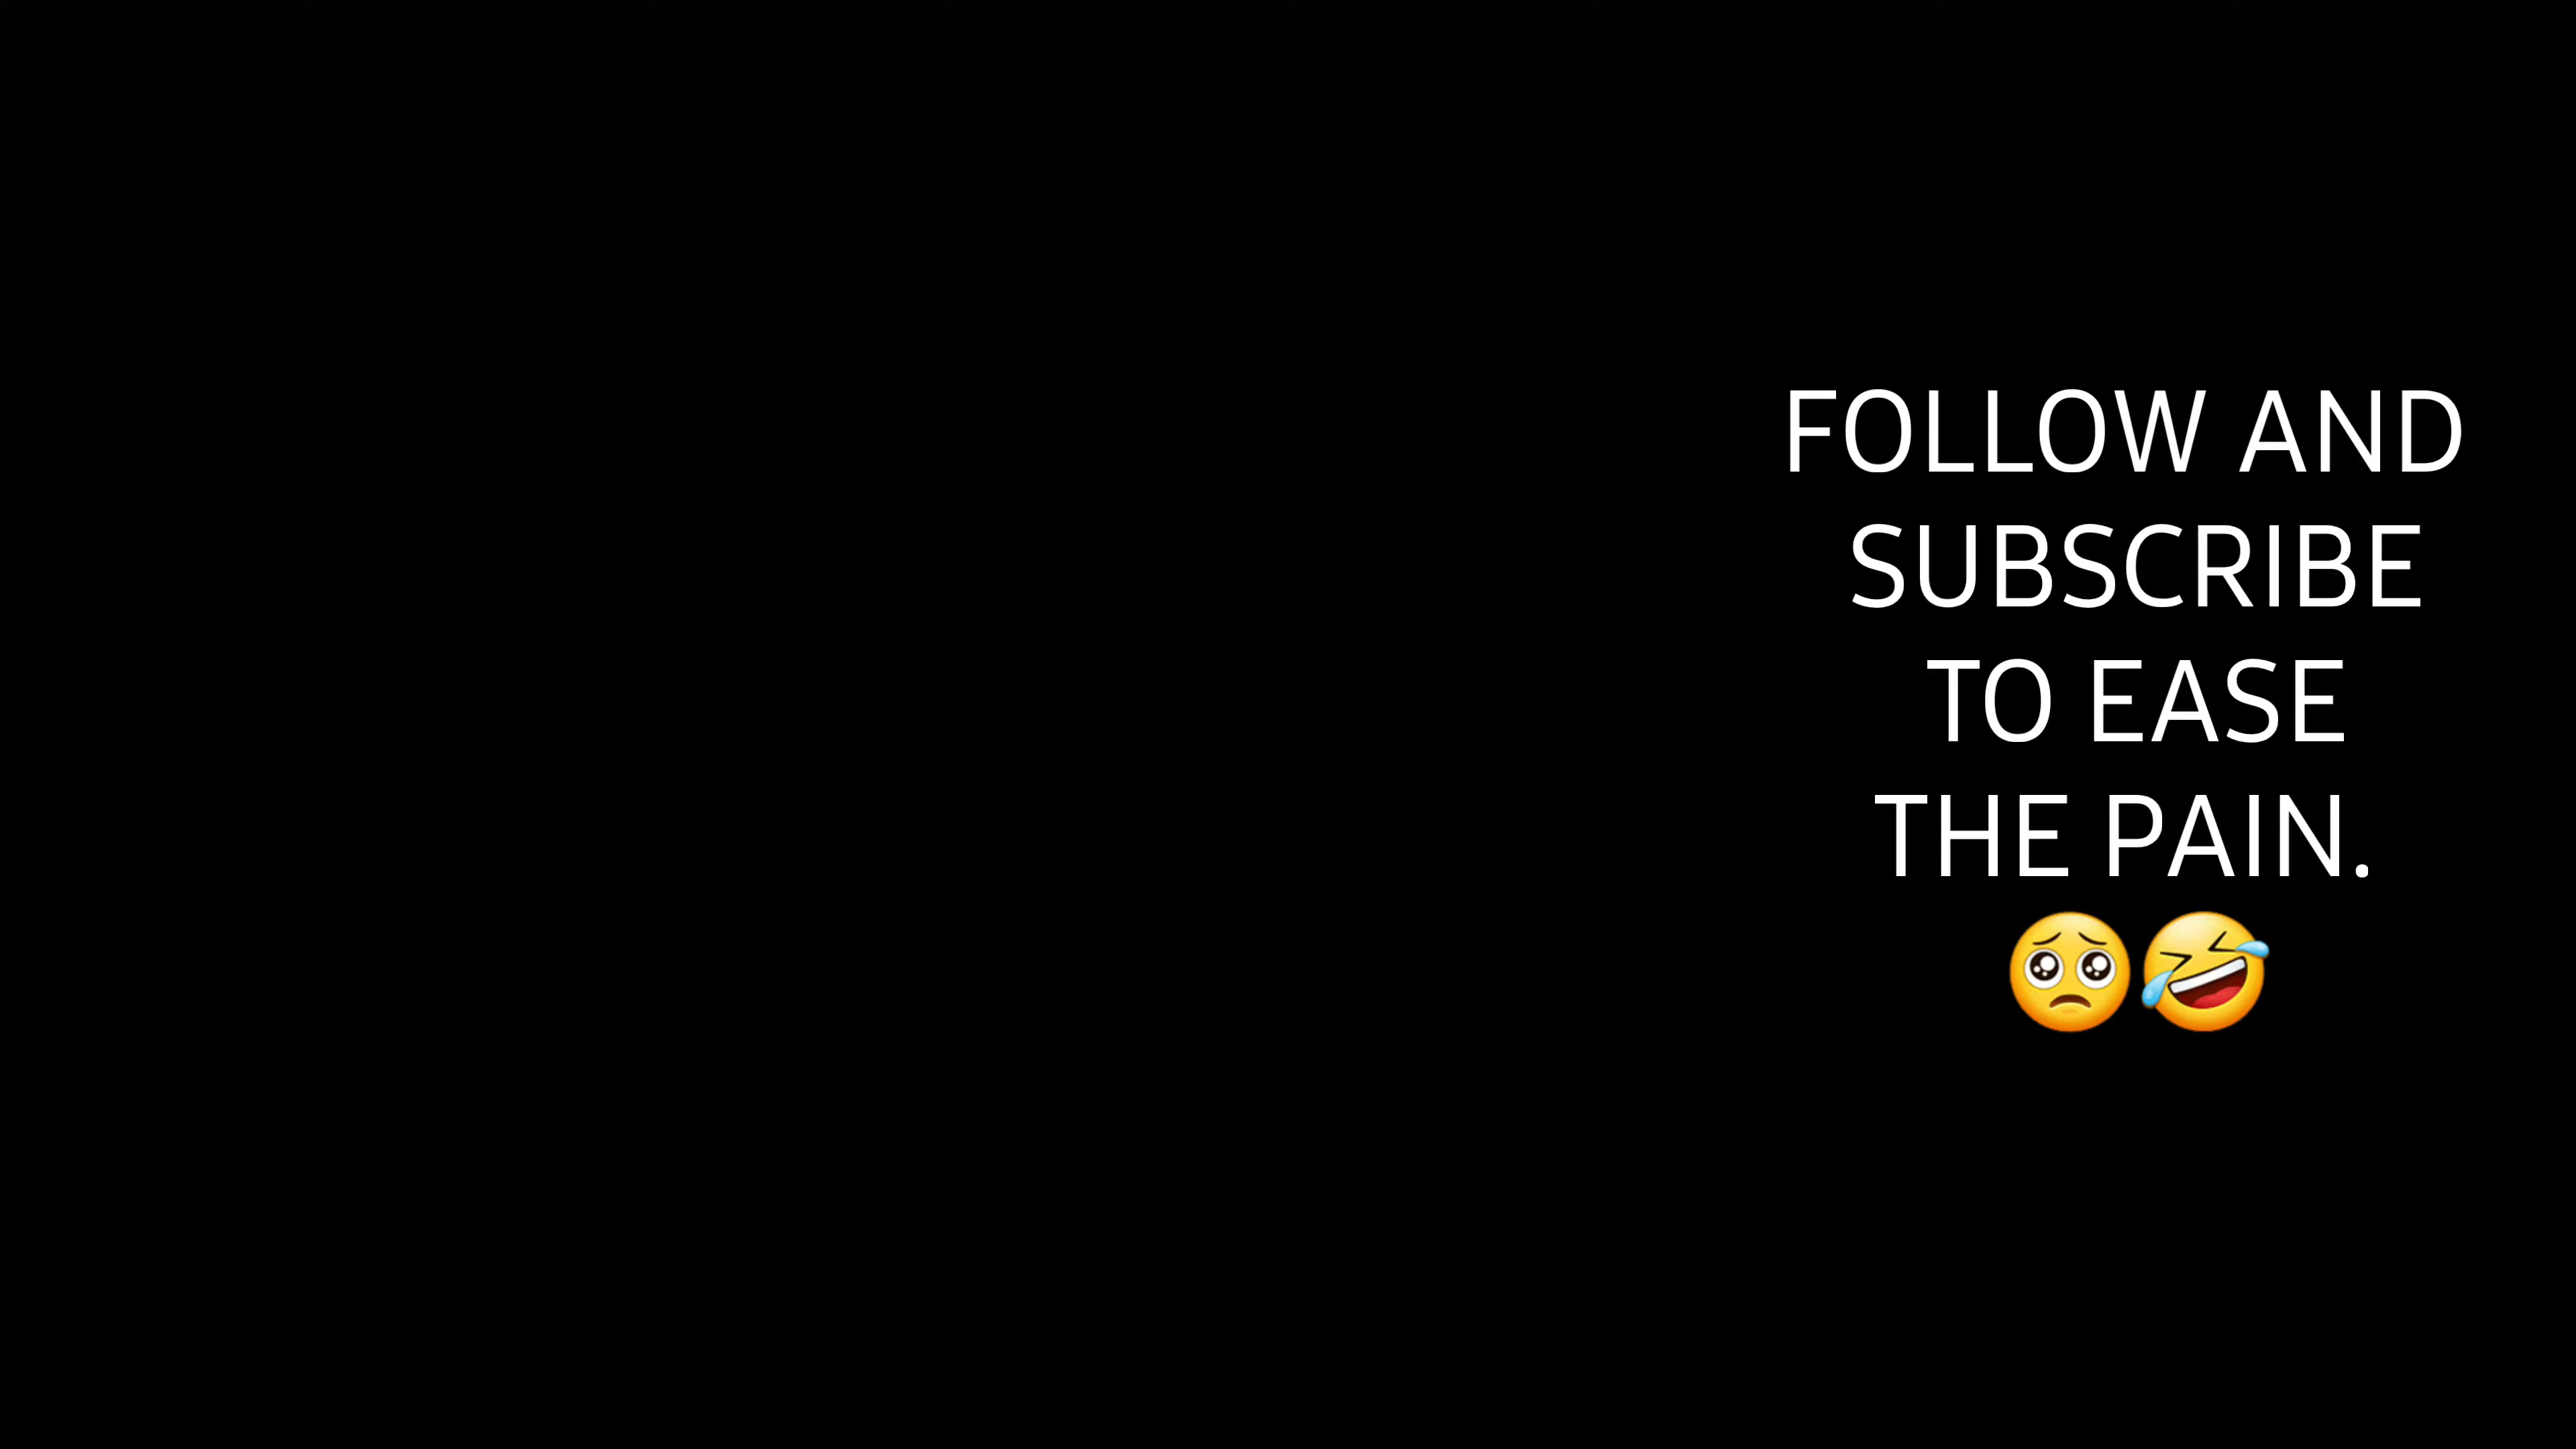 FOLLOW AND
SUBSCRIBE
TO EASE
THE PAIN.
🥺🤣